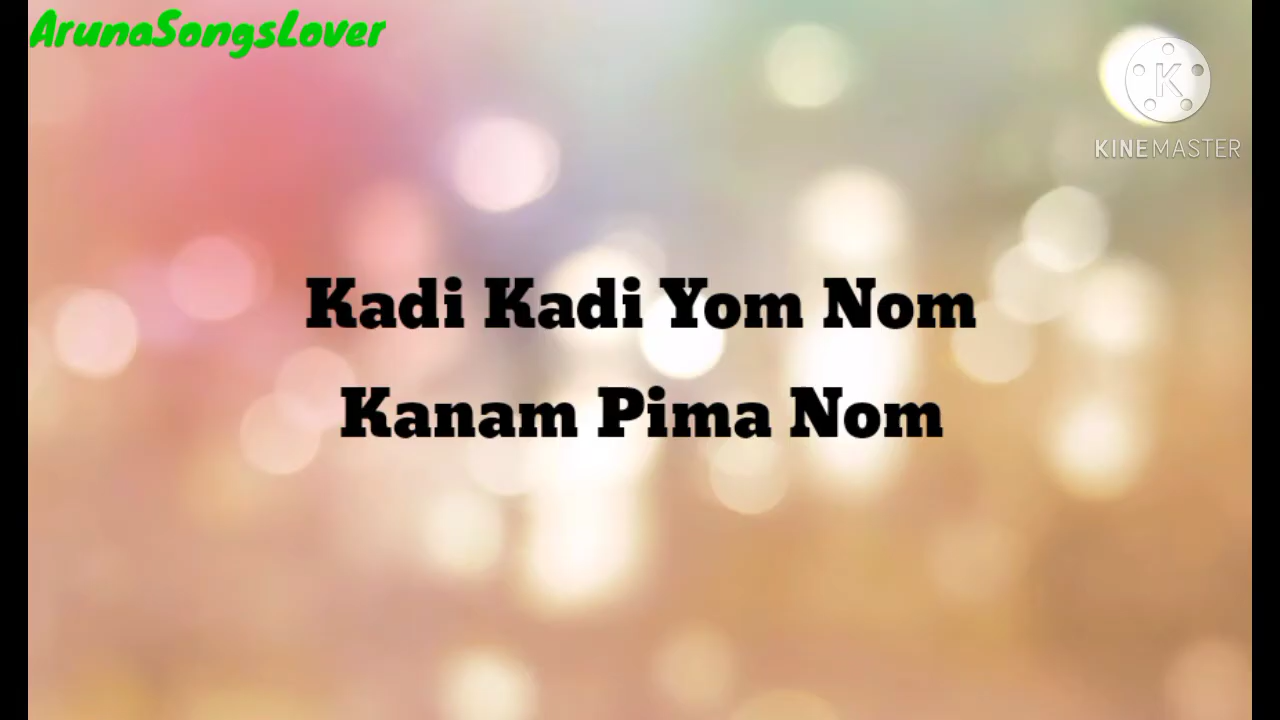 ArunaSongsLover
K
KINEMASTER
Kadi Kadi Yom Nom
Kanam Pima Nom